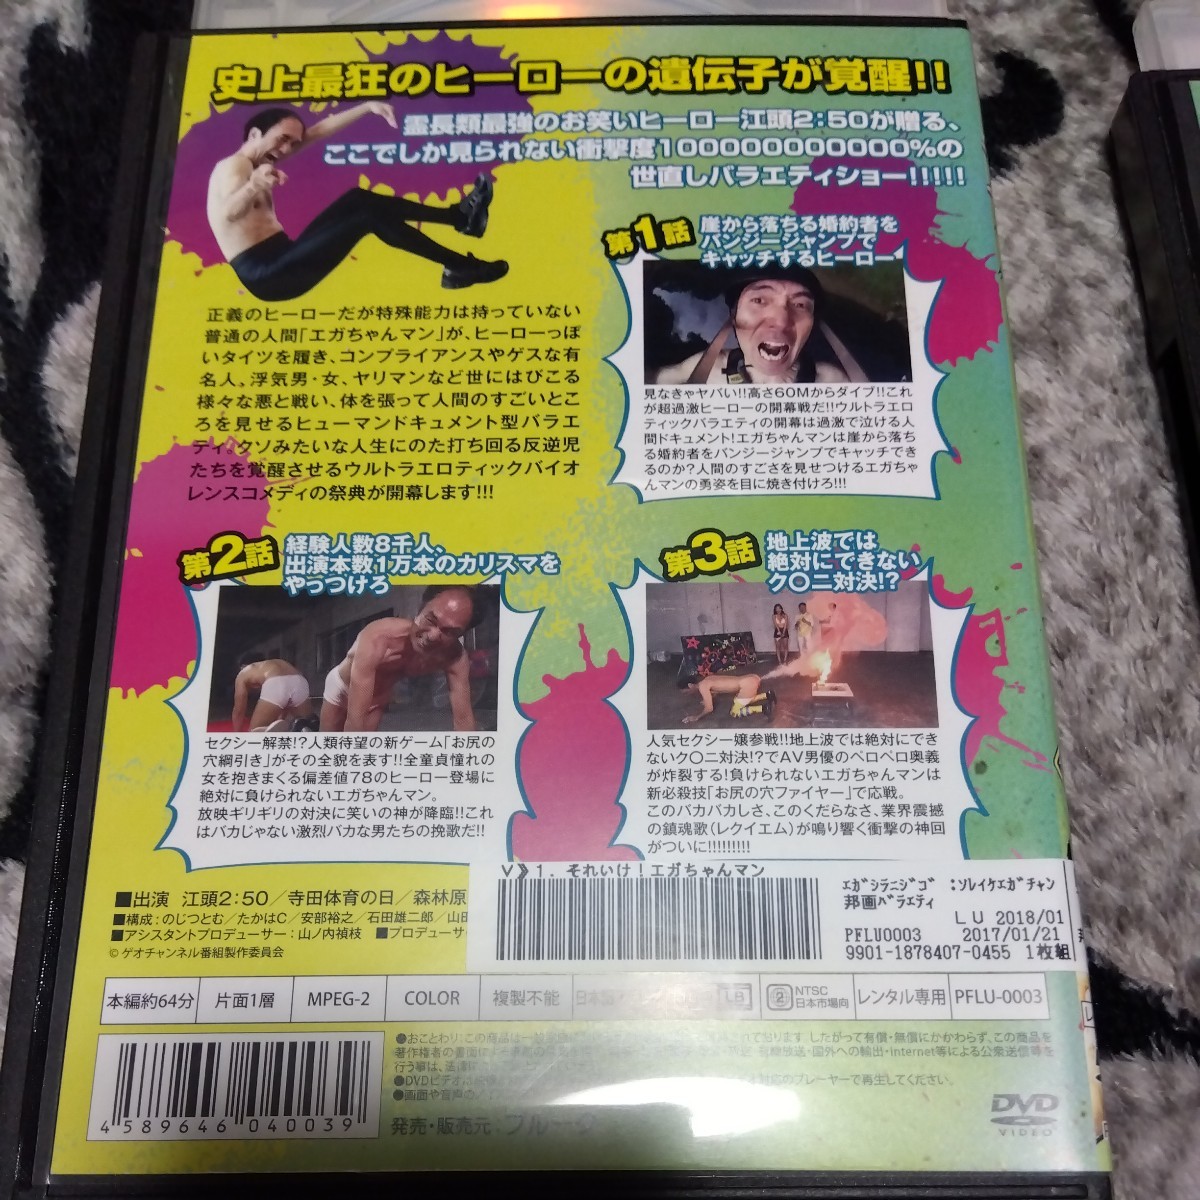 史上最狂のヒーローの遺伝子が覚醒!!
霊長類最強のお笑いヒーロー江頭2:50が贈る、
ここでしか見られない衝撃度1000000000000%の
世直しバラエティショー!!!!!
第1話
崖から落ちる婚約者を
バンジージャンプで
キャッチするヒーロー
正義のヒーローだが特殊能力は持っていない
普通の人間「エガちゃんマン」が、ヒーローっぽ
いタイツを履き、コンプライアンスやゲスな有
名人。浮気男・女、ヤリマンなど世にはびこる
様々な悪と戦い、体を張って人間のすごいとこ
ろを見せるヒューマンドキュメント型バラエ
ティ。クソみたいな人生にのた打ち回る反逆児
たちを覚醒させるウルトラエロティックバイオ
レンスコメディの祭典が開幕します!!!
見なきゃヤバい!!高さ60Mからダイブ!!これ
が超過激ヒーローの開幕戦だ!!ウルトラエロ
ティックバラエティの開幕は過激で泣ける人
間ドキュメント!エガちゃんマンは崖から落ち
る婚約者をバンジージャンプでキャッチでき
るのか?人間のすごさを見せつけるエガちゃ
んマンの勇姿を目に焼き付けろ!!!
第2話
経験人数8千人、
出演本数1万本のカリスマを
やっつけろ
セクシー解禁!?人類待望の新ゲーム「お尻の
穴綱引き」がその全貌を表す!!全童貞憧れの
女を抱きまくる偏差値78のヒーロー登場に
絶対に負けられないエガちゃんマン。
放映ギリギリの対決に笑いの神が降臨!!これ
はバカじゃない激烈バカな男たちの挽歌だ!!
第3話
地上波では
絶対にできない
ク〇ニ対決!?
人気セクシー嬢参戦!!地上波では絶対にでき
ないク〇ニ対決!?でAV男優のペロペロ奥義
が炸裂する!負けられないエガちゃんマンは
新必殺技「お尻の穴ファイヤー」で応戦。
このバカバカしさ、このくだらなさ、業界震撼
の鎮魂歌(レクイエム)が鳴り響く衝撃の神回
がついに!!!!!!!!!
■出演 江頭2:50/寺田体育の日/森林原
■構成:のじつとむ/たかはC/安部裕之/石田雄二郎/山田
■アシスタントプロデューサー:山ノ内禎枝 ■プロデューサー
© ゲオチャンネル番組製作委員会
V》1. それいけ!エガちゃんマン
エガシラニジゴ :ソレイケエガチャン
邦画バラエティ
LU 2018/01
PFLU0003 2017/01/21
9901-1878407-0455 1枚組
本編約64分 片面1層 MPEG-2 COLOR 複製不能 LB 2 NTSC 日本市場向 レンタル専用 PFLU-0003
4 589646 040039
DVD
VIDEO